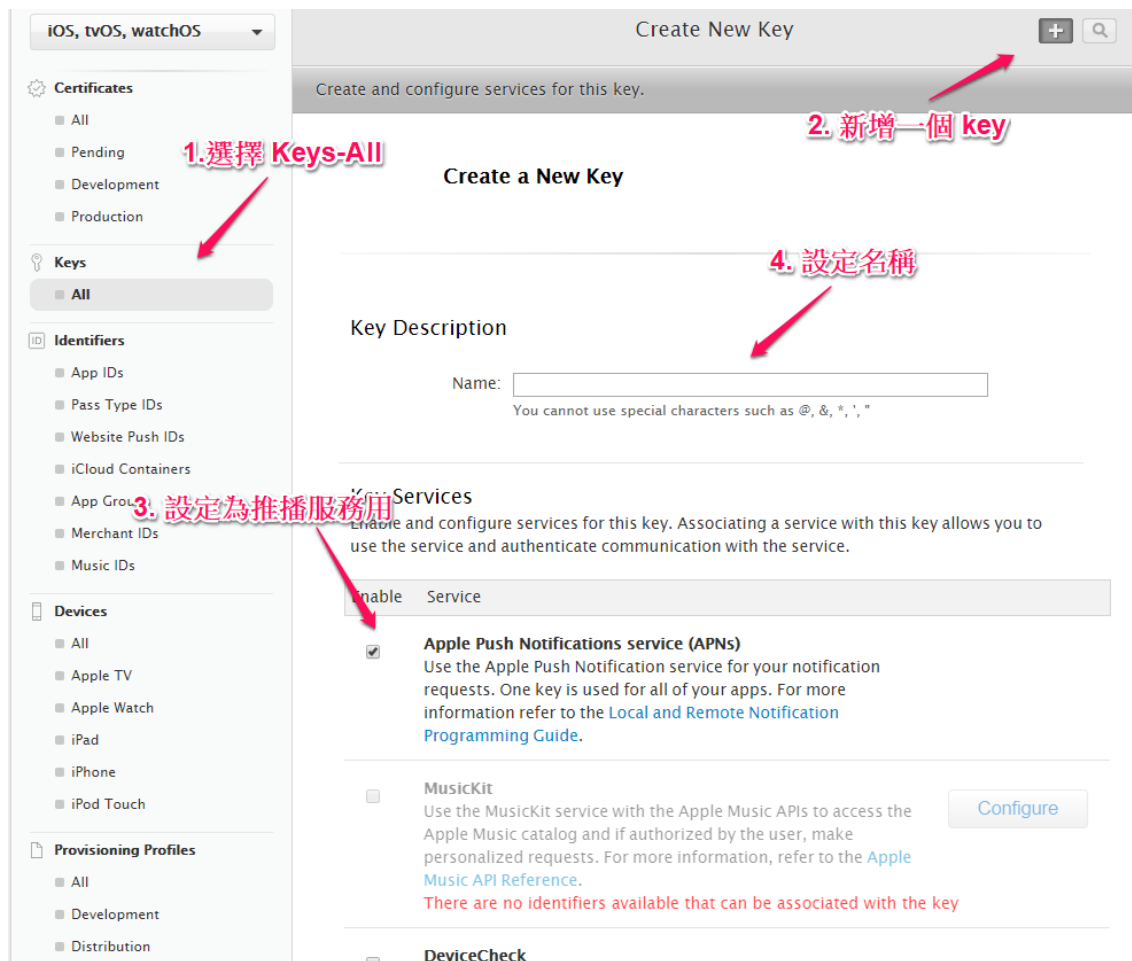 iOS, tvOS, watchOS
Certificates
All
Pending
Development
Production
Keys
All
Identifiers
App IDs
Pass Type IDs
Website Push IDs
iCloud Containers
App Grou
Merchant IDs
Music IDs
Devices
All
Apple TV
Apple Watch
iPad
iPhone
iPod Touch
Provisioning Profiles
All
Development
Distribution
1.選擇 Keys-All
Create New Key
Create and configure services for this key.
2. 新增一個 key
Create a New Key
4. 設定名稱
Key Description
Name:
You cannot use special characters such as @, &, *, ', "
Key Services
3. 設定為推播服務用
Enable and configure services for this key. Associating a service with this key allows you to
use the service and authenticate communication with the service.
Enable Service
Apple Push Notifications service (APNs)
Use the Apple Push Notification service for your notification
requests. One key is used for all of your apps. For more
information refer to the Local and Remote Notification
Programming Guide.
MusicKit
Use the MusicKit service with the Apple Music APIs to access the
Apple Music catalog and if authorized by the user, make
personalized requests. For more information, refer to the Apple
Music API Reference.
There are no identifiers available that can be associated with the key
Configure
DeviceCheck